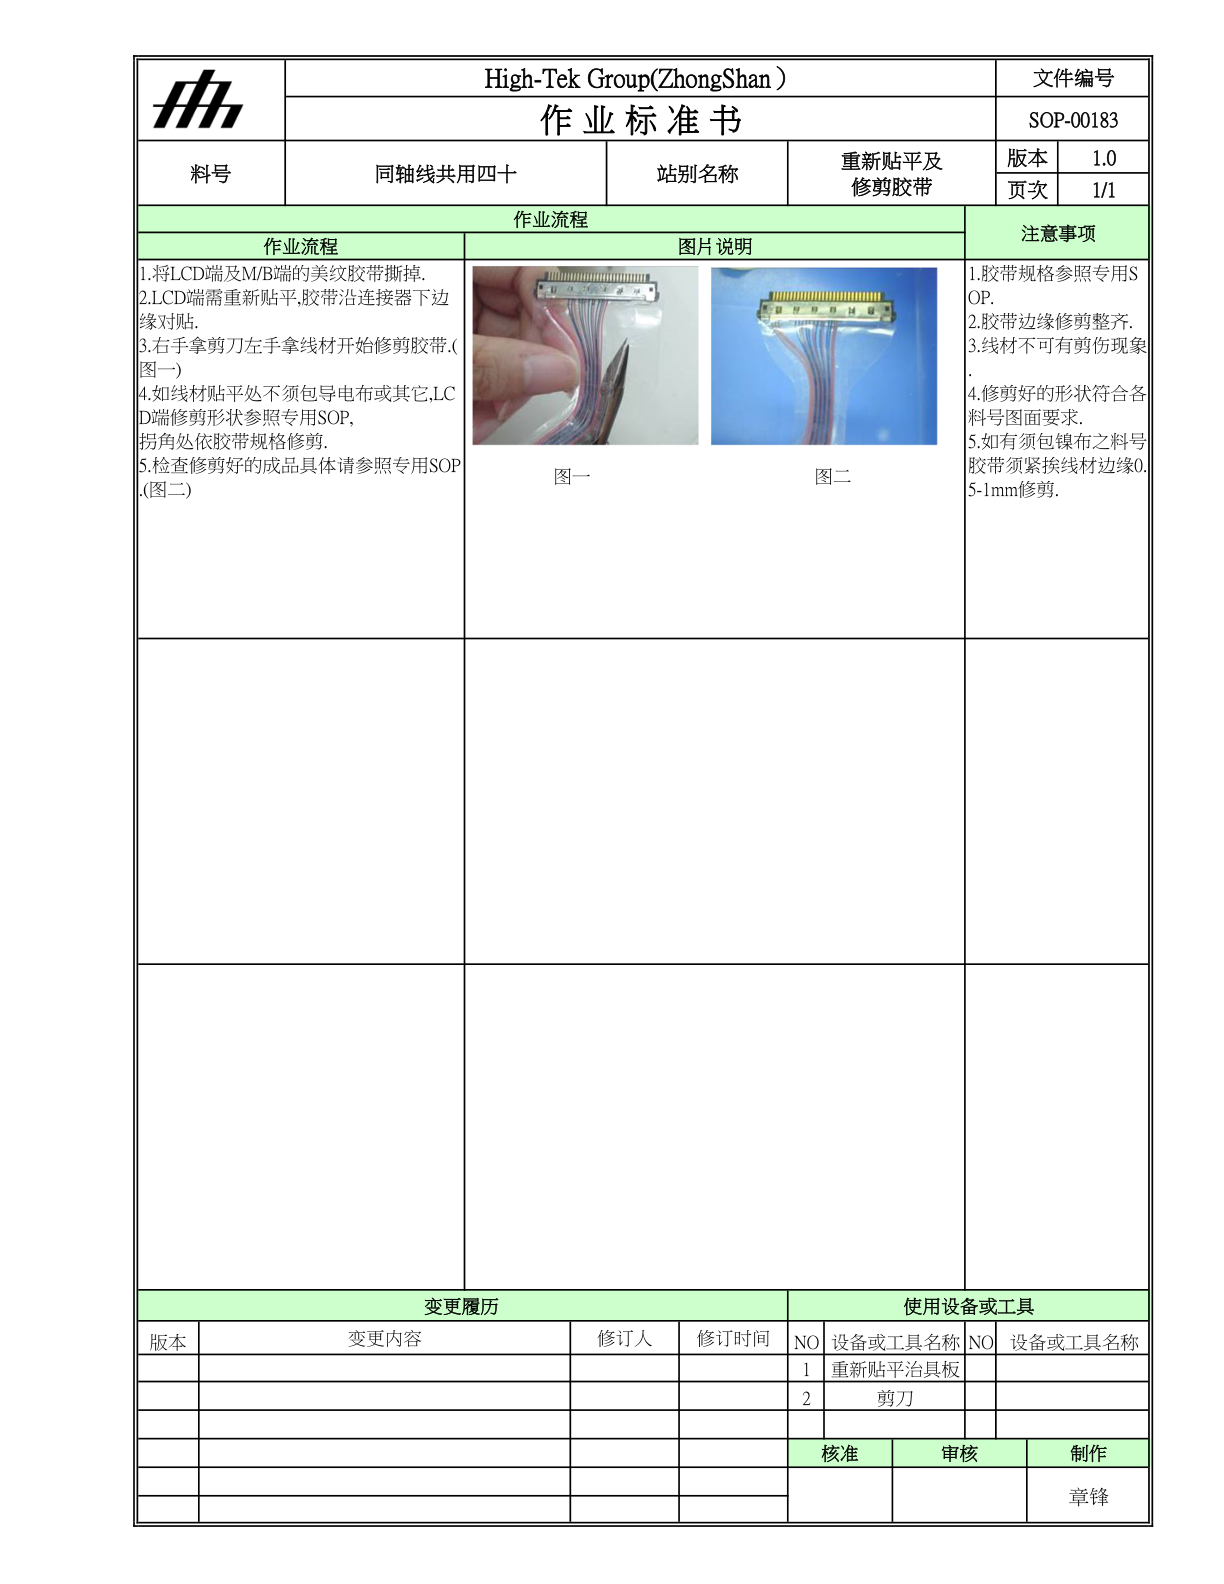 High-Tek Group(ZhongShan）
文件编号
作 业 标 准 书
SOP-00183
料号
同轴线共用四十
站别名称
重新贴平及
修剪胶带
版本
1.0
页次
1/1
作业流程
注意事项
作业流程
图片说明
1.将LCD端及M/B端的美纹胶带撕掉.
2.LCD端需重新贴平,胶带沿连接器下边
缘对贴.
3.右手拿剪刀左手拿线材开始修剪胶带.(
图一)
4.如线材贴平处不须包导电布或其它,LC
D端修剪形状参照专用SOP,
拐角处依胶带规格修剪.
5.检查修剪好的成品具体请参照专用SOP
.(图二)
图一
图二
1.胶带规格参照专用S
OP.
2.胶带边缘修剪整齐.
3.线材不可有剪伤现象
.
4.修剪好的形状符合各
料号图面要求.
5.如有须包镍布之料号
胶带须紧挨线材边缘0.
5-1mm修剪.
变更履历
使用设备或工具
版本
变更内容
修订人
修订时间
NO
设备或工具名称
NO
设备或工具名称
1
重新贴平治具板
2
剪刀
核准
审核
制作
章锋